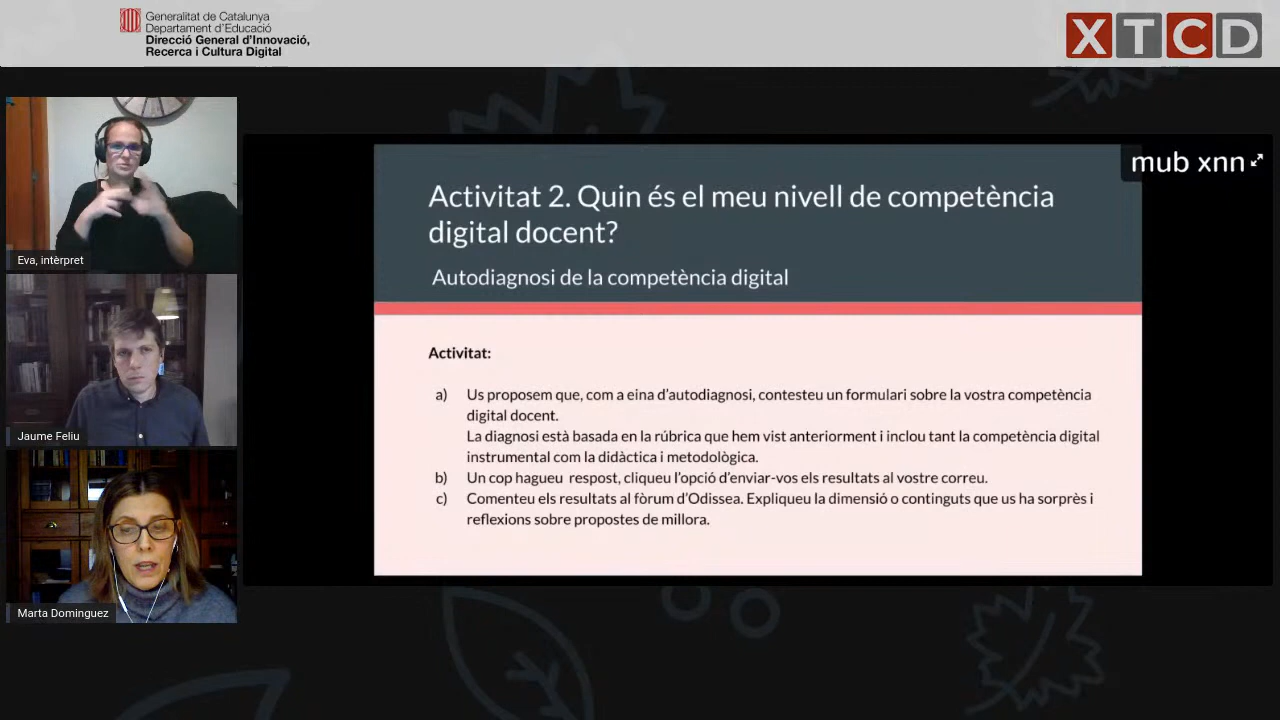 Generalitat de Catalunya
Departament d'Educació
Direcció General d'Innovació,
Recerca i Cultura Digital
XTCD
Eva, intèrpret
Jaume Feliu
Marta Dominguez
mub xnn
Activitat 2. Quin és el meu nivell de competència
digital docent?
Autodiagnosi de la competència digital
Activitat:
a) Us proposem que, com a eina d'autodiagnosi, contesteu un formulari sobre la vostra competència
digital docent.
La diagnosi està basada en la rúbrica que hem vist anteriorment i inclou tant la competència digital
instrumental com la didàctica i metodològica.
b) Un cop hagueu respost, cliqueu l'opció d'enviar-vos els resultats al vostre correu.
c) Comenteu els resultats al fòrum d'Odissea. Expliqueu la dimensió o continguts que us ha sorprès i
reflexions sobre propostes de millora.